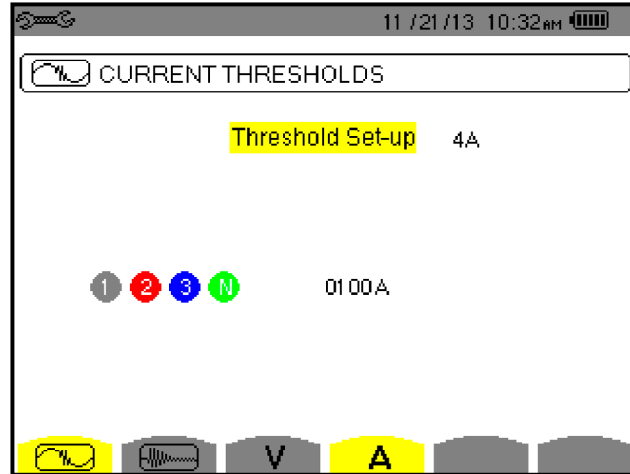 11/21/13 10:32AM
CURRENT THRESHOLDS
Threshold Set-up 4A
1 2 3 N 0100A
V A